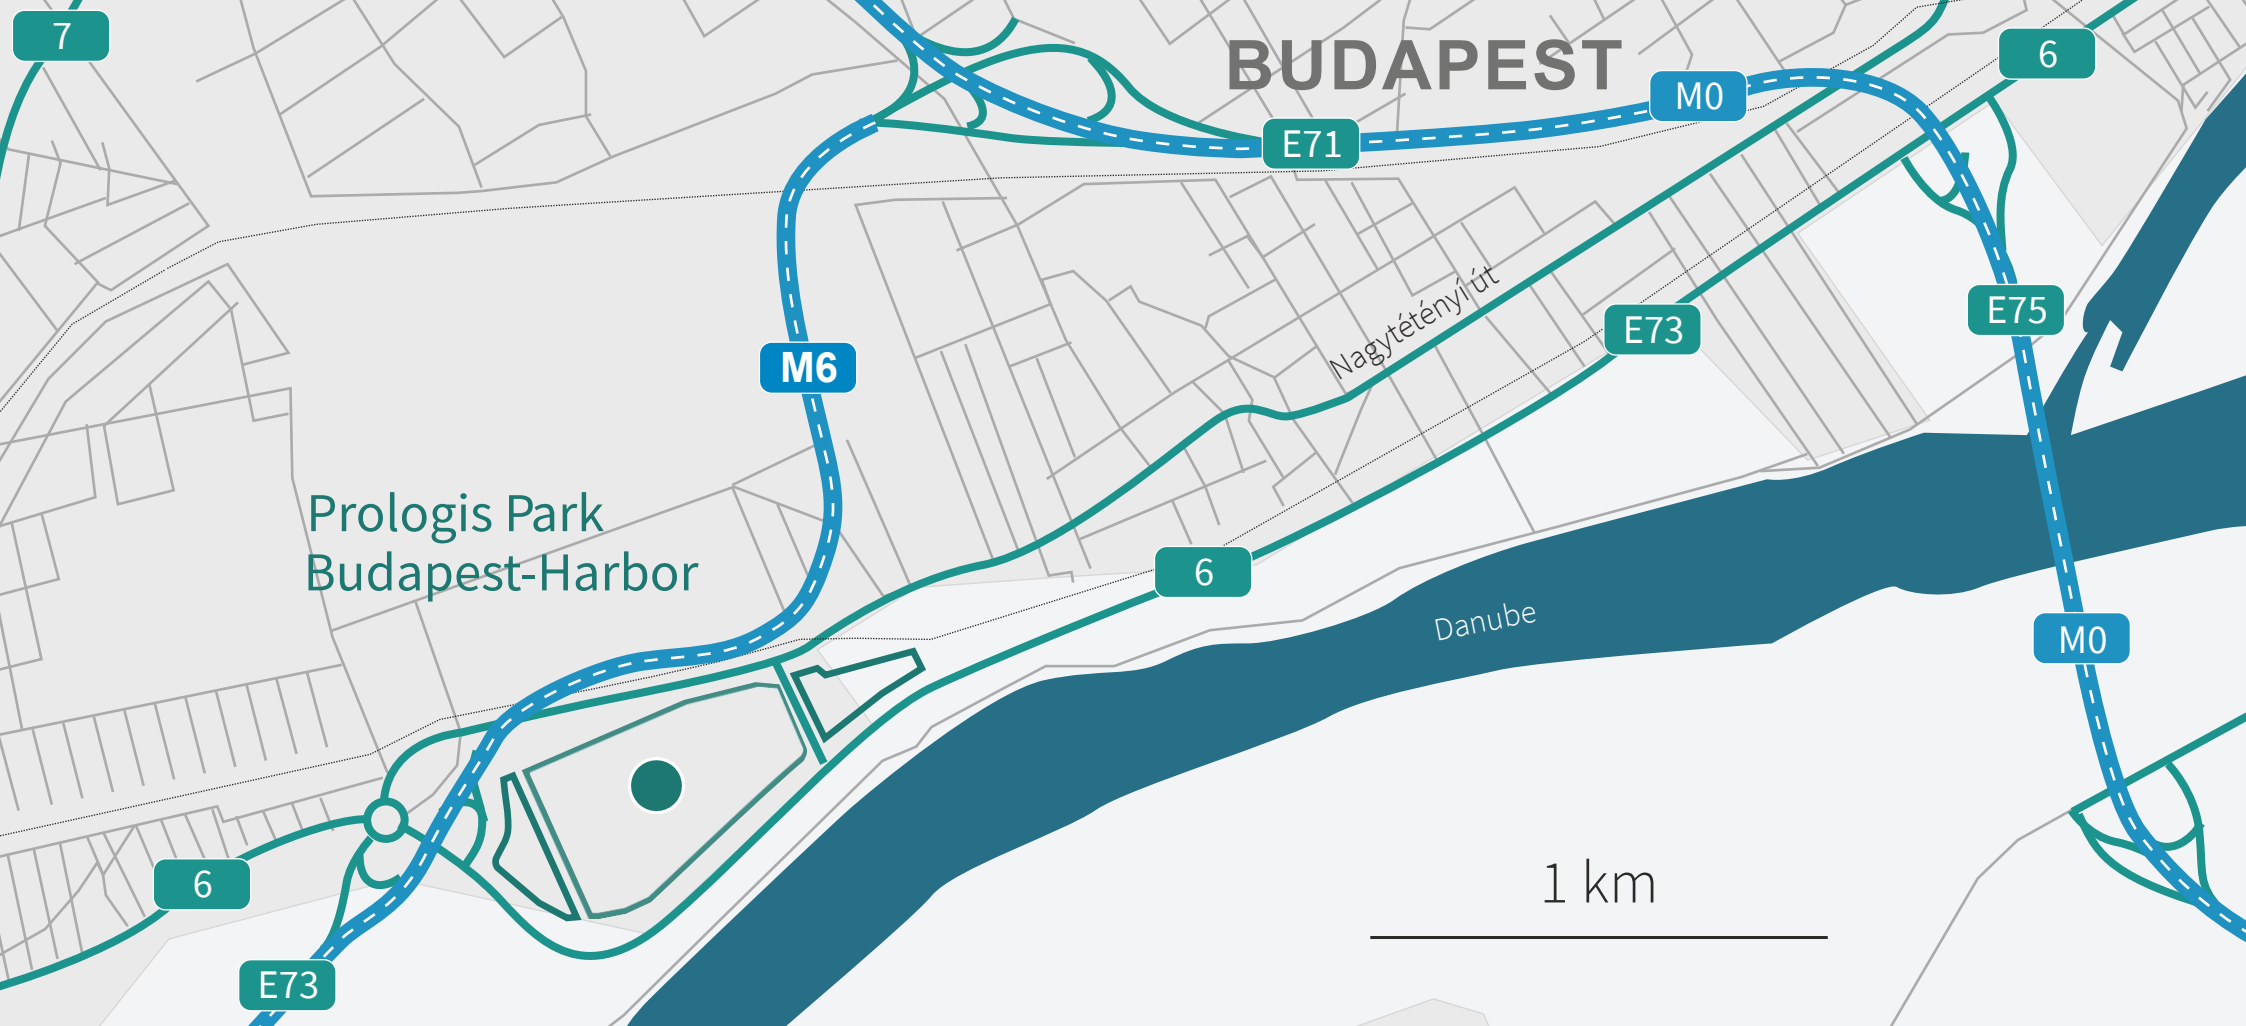 7
BUDAPEST
6
M0
E71
E75
Nagytétényi út
E73
M6
Prologis Park
Budapest-Harbor
6
Danube
M0
6
1 km
E73